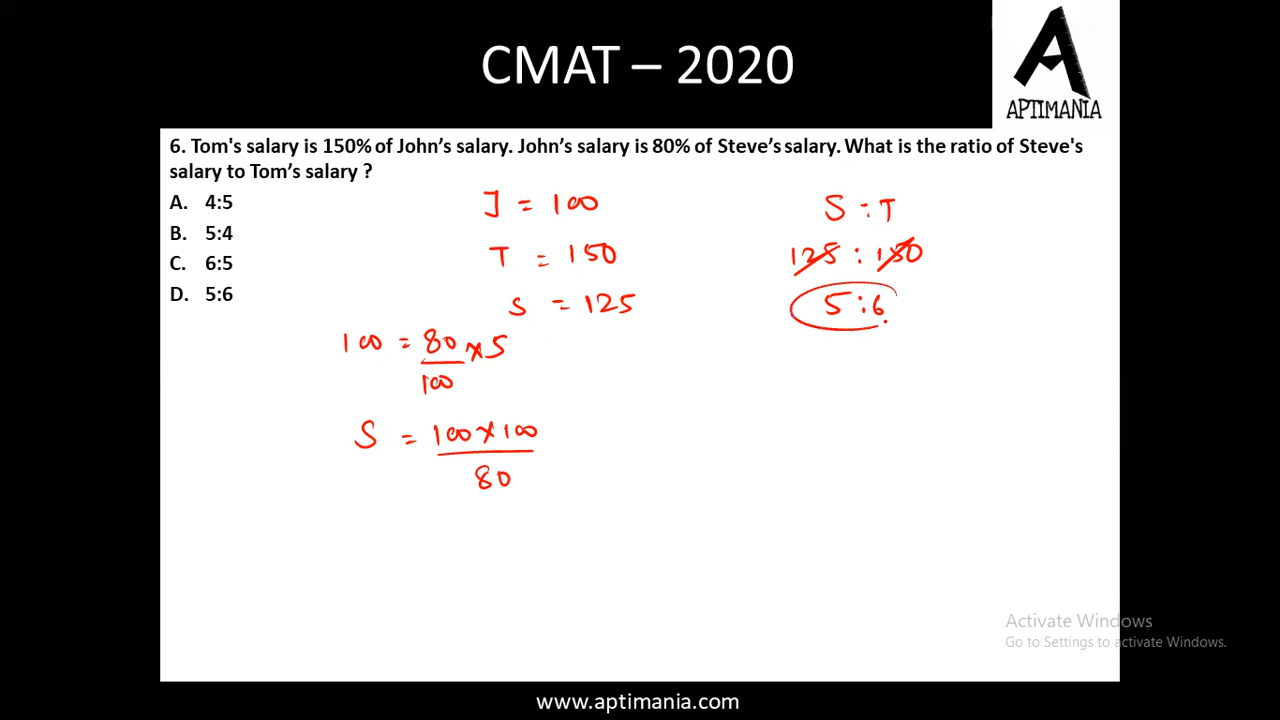 CMAT – 2020
A
APTIMANIA
6. Tom's salary is 150% of John’s salary. John’s salary is 80% of Steve’s salary. What is the ratio of Steve's
salary to Tom’s salary ?
A. 4:5
B. 5:4
C. 6:5
D. 5:6
J = 100
T = 150
S = 125
100 = 80/100 × S
S = 100 × 100 / 80
S : T
125 : 150
5 : 6
Activate Windows
Go to Settings to activate Windows.
www.aptimania.com